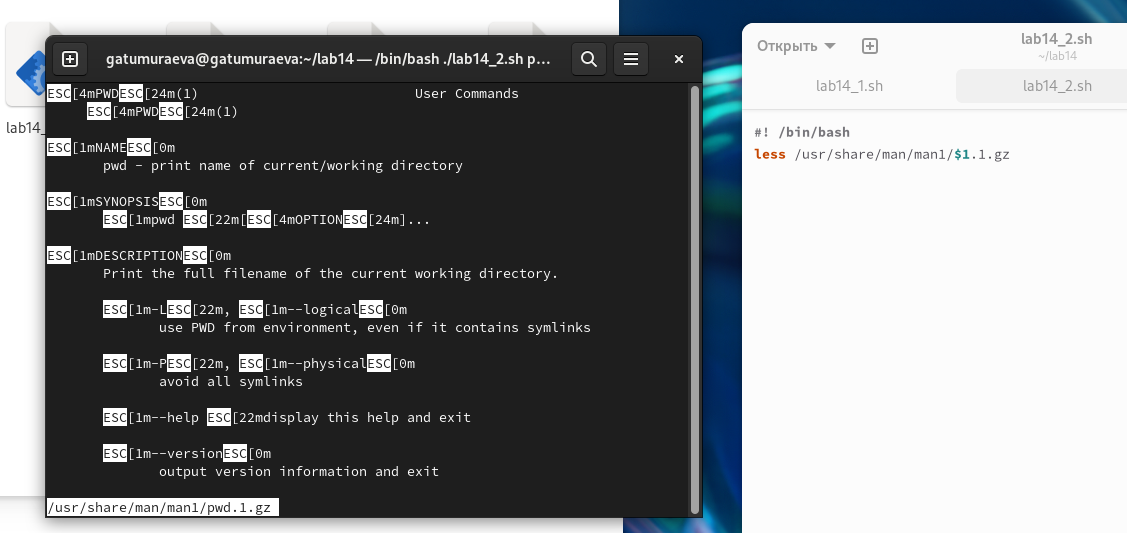 gatumuraeva@gatumuraeva:~/lab14 — /bin/bash ./lab14_2.sh p...
ESC[4mPWDESC[24m(1) User Commands
ESC[4mPWDESC[24m(1)
ESC[1mNAMEESC[0m
pwd - print name of current/working directory
ESC[1mSYNOPSISESC[0m
ESC[1mpwd ESC[22m[ESC[4mOPTIONESC[24m]...
ESC[1mDESCRIPTIONESC[0m
Print the full filename of the current working directory.
ESC[1m-LESC[22m, ESC[1m--logicalESC[0m
use PWD from environment, even if it contains symlinks
ESC[1m-PESC[22m, ESC[1m--physicalESC[0m
avoid all symlinks
ESC[1m--help ESC[22mdisplay this help and exit
ESC[1m--versionESC[0m
output version information and exit
/usr/share/man/man1/pwd.1.gz
lab14_
Открыть
lab14_2.sh
~/lab14
lab14_1.sh lab14_2.sh
#! /bin/bash
less /usr/share/man/man1/$1.1.gz